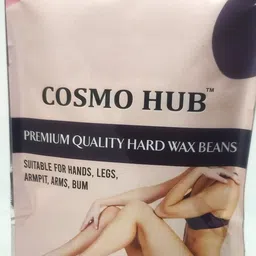 COSMO HUB™
PREMIUM QUALITY HARD WAX BEANS
SUITABLE FOR HANDS, LEGS,
ARMPIT, ARMS, BUM